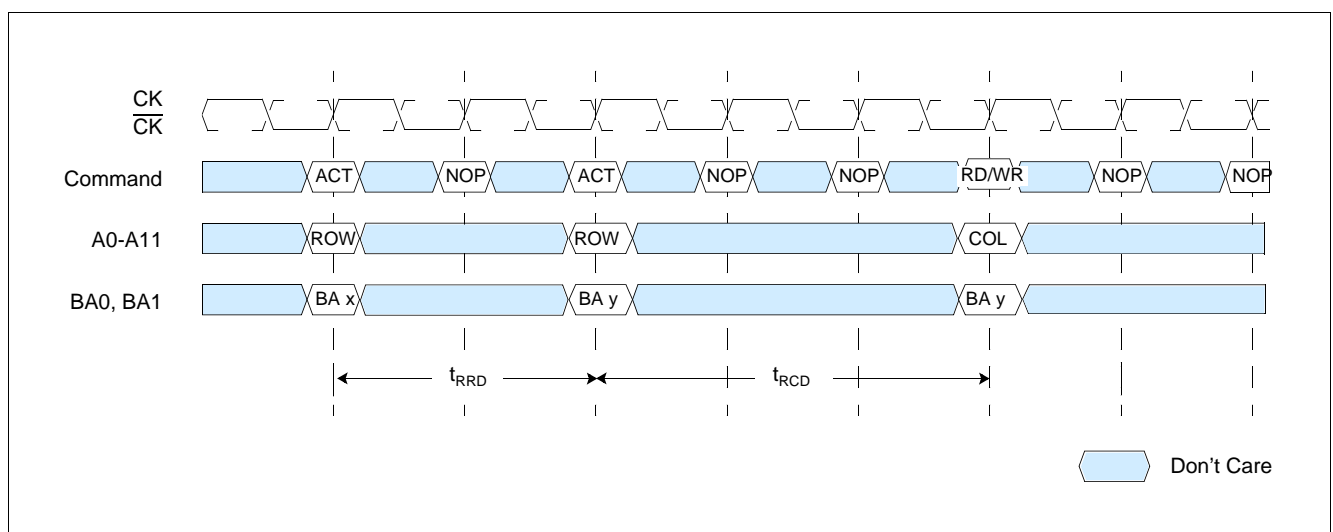 CK
CK
Command ACT NOP ACT NOP NOP RD/WR NOP NOP
A0-A11 ROW ROW COL
BA0, BA1 BA x BA y BA y
tRRD tRCD
Don't Care